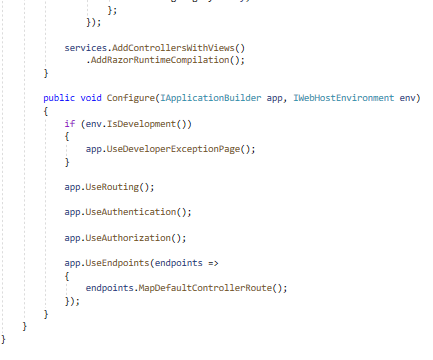 };
});
services.AddControllersWithViews()
.AddRazorRuntimeCompilation();
}
public void Configure(IApplicationBuilder app, IWebHostEnvironment env)
{
if (env.IsDevelopment())
{
app.UseDeveloperExceptionPage();
}
app.UseRouting();
app.UseAuthentication();
app.UseAuthorization();
app.UseEndpoints(endpoints =>
{
endpoints.MapDefaultControllerRoute();
});
}
}
}